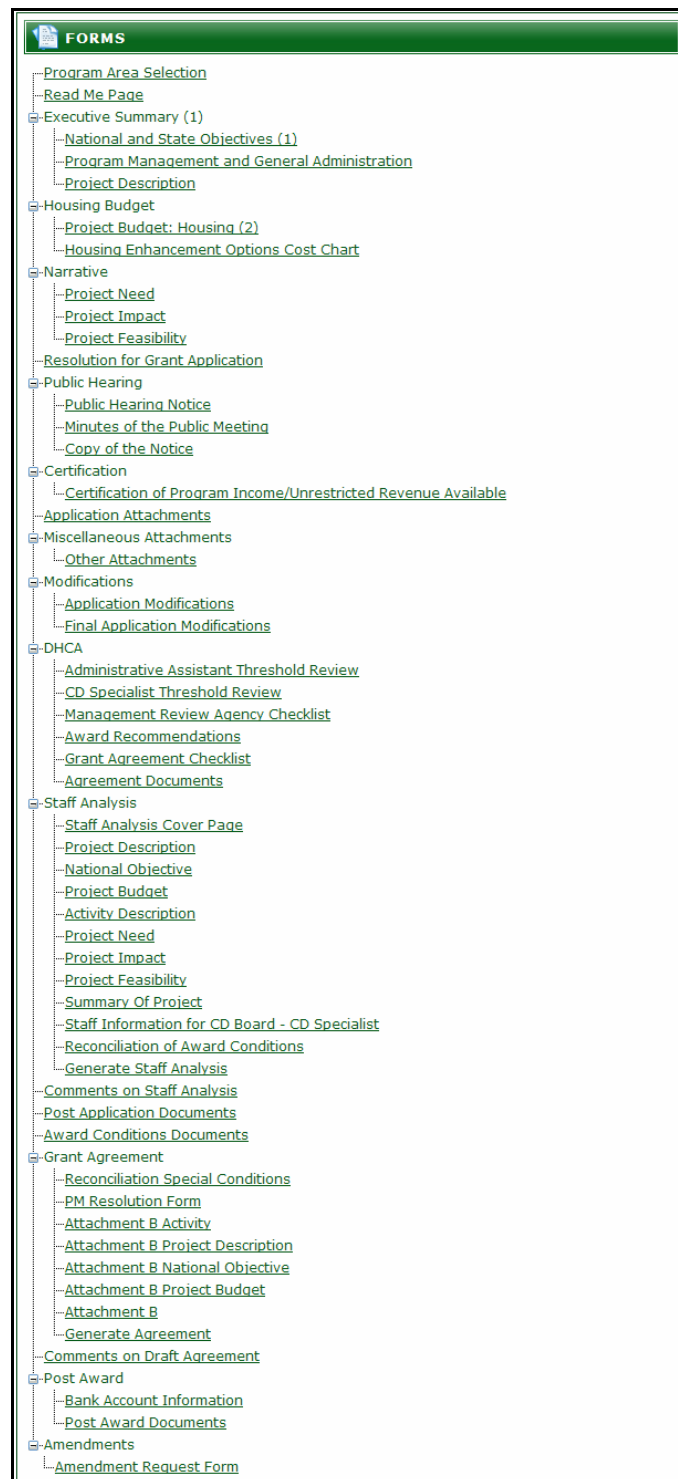 FORMS
Program Area Selection
Read Me Page
Executive Summary (1)
National and State Objectives (1)
Program Management and General Administration
Project Description
Housing Budget
Project Budget: Housing (2)
Housing Enhancement Options Cost Chart
Narrative
Project Need
Project Impact
Project Feasibility
Resolution for Grant Application
Public Hearing
Public Hearing Notice
Minutes of the Public Meeting
Copy of the Notice
Certification
Certification of Program Income/Unrestricted Revenue Available
Application Attachments
Miscellaneous Attachments
Other Attachments
Modifications
Application Modifications
Final Application Modifications
DHCA
Administrative Assistant Threshold Review
CD Specialist Threshold Review
Management Review Agency Checklist
Award Recommendations
Grant Agreement Checklist
Agreement Documents
Staff Analysis
Staff Analysis Cover Page
Project Description
National Objective
Project Budget
Activity Description
Project Need
Project Impact
Project Feasibility
Summary Of Project
Staff Information for CD Board - CD Specialist
Reconciliation of Award Conditions
Generate Staff Analysis
Comments on Staff Analysis
Post Application Documents
Award Conditions Documents
Grant Agreement
Reconciliation Special Conditions
PM Resolution Form
Attachment B Activity
Attachment B Project Description
Attachment B National Objective
Attachment B Project Budget
Attachment B
Generate Agreement
Comments on Draft Agreement
Post Award
Bank Account Information
Post Award Documents
Amendments
Amendment Request Form